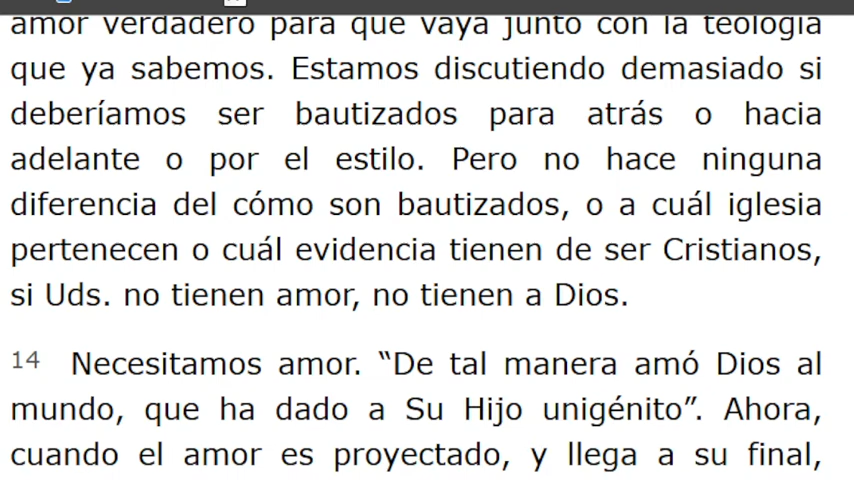 amor verdadero para que vaya junto con la teología
que ya sabemos. Estamos discutiendo demasiado si
deberíamos ser bautizados para atrás o hacia
adelante o por el estilo. Pero no hace ninguna
diferencia del cómo son bautizados, o a cuál iglesia
pertenecen o cuál evidencia tienen de ser Cristianos,
si Uds. no tienen amor, no tienen a Dios.
14 Necesitamos amor. “De tal manera amó Dios al
mundo, que ha dado a Su Hijo unigénito”. Ahora,
cuando el amor es proyectado, y llega a su final,